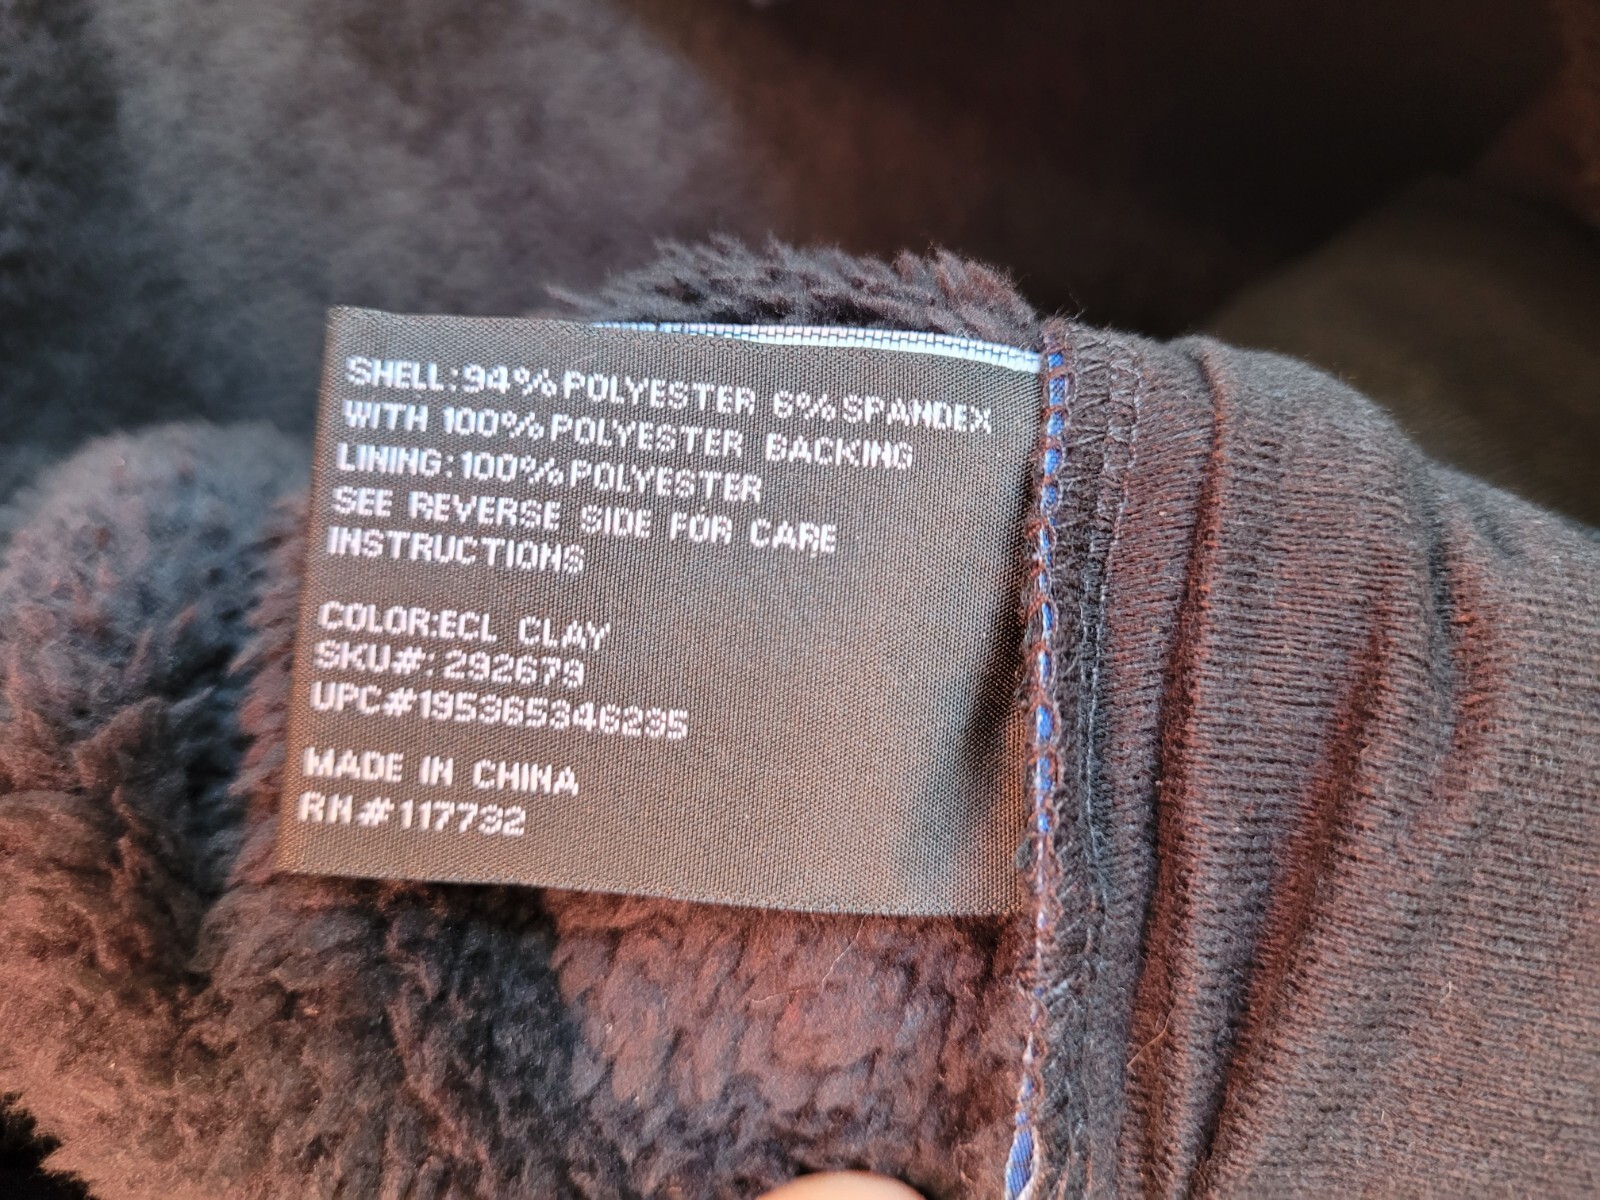 SHELL:94%POLYESTER 6%SPANDEX
WITH 100%POLYESTER BACKING
LINING:100%POLYESTER
SEE REVERSE SIDE FOR CARE
INSTRUCTIONS
COLOR:ECL CLAY
SKU#:292679
UPC#195365346235
MADE IN CHINA
RN#117732